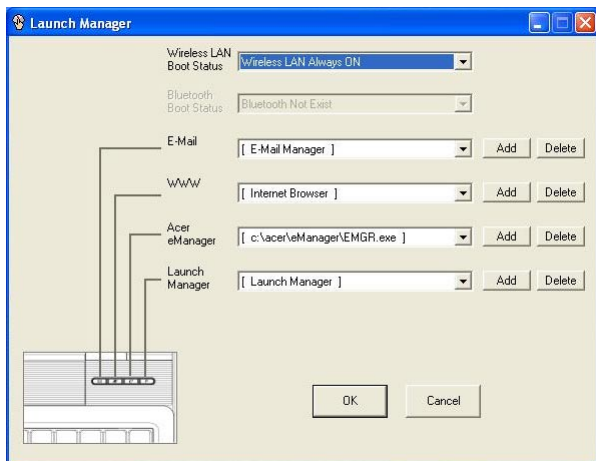 Launch Manager
Wireless LAN
Boot Status
Wireless LAN Always ON
Bluetooth
Boot Status
Bluetooth Not Exist
E-Mail
[ E-Mail Manager ]
Add
Delete
WWW
[ Internet Browser ]
Add
Delete
Acer
eManager
[ c:\acer\eManager\EMGR.exe ]
Add
Delete
Launch
Manager
[ Launch Manager ]
Add
Delete
OK
Cancel